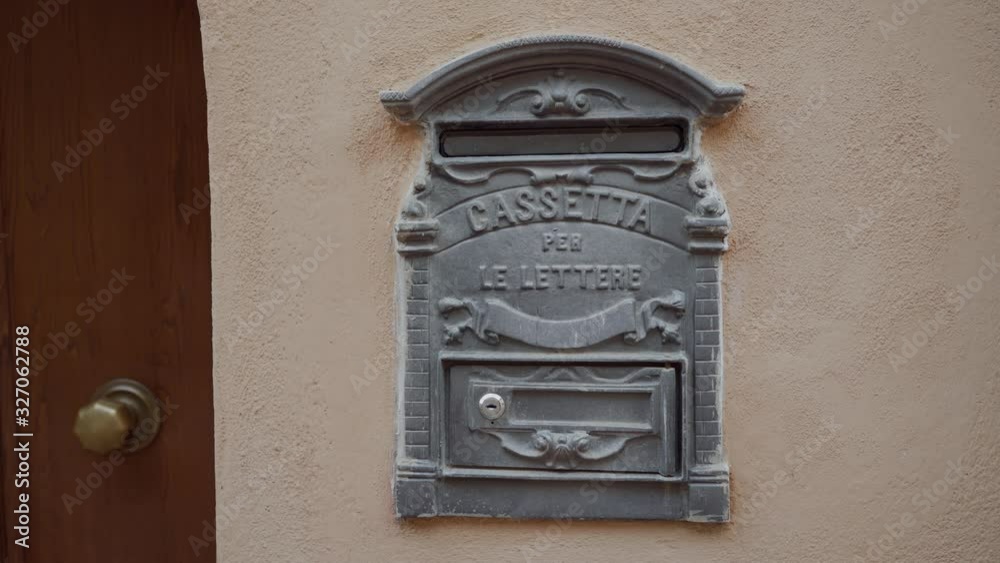 CASSETTA
PER
LE LETTERE
Adobe Stock | #327062788